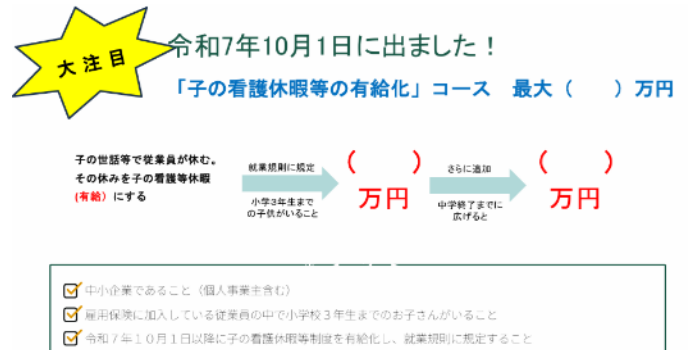 大注目
令和7年10月1日に出ました！
「子の看護休暇等の有給化」コース　最大（　　）万円
子の世話等で従業員が休む。
その休みを子の看護等休暇
(有給）にする
就業規則に規定
小学3年生まで
の子供がいること
（　　）
万円
さらに追加
中学終了までに
広げると
（　　）
万円
中小企業であること（個人事業主含む）
雇用保険に加入している従業員の中で小学校３年生までのお子さんがいること
令和７年１０月１日以降に子の看護休暇等制度を有給化し、就業規則に規定すること